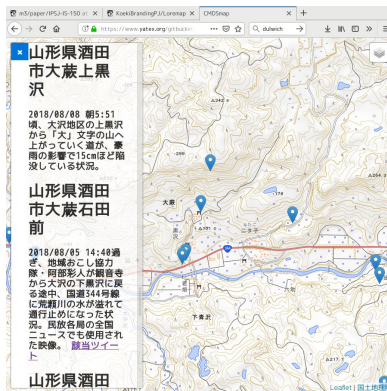 m3/paper/IPSJ-IS-150 at
KoekiBrandingPJ/Loremap
CMDSmap
https://www.yatex.org/gitbucke
dulwich
山形県酒田
市大蔵上黒
沢
2018/08/08 朝5:51
頃、大沢地区の上黒沢
から「大」文字の山へ
上がっていく道が、豪
雨の影響で15cmほど陥
没している状況。
山形県酒田
市大蔵石田
前
2018/08/05 14:40過
ぎ、地域おこし協力
隊・阿部彩人が観音寺
から大沢の下黒沢に戻
る途中、国道344号線
に荒瀬川の水が溢れて
通行止めになった状
況。民放各局の全国
ニュースでも使用され
た映像。 該当ツイー
ト
山形県酒田
大蔵
下青沢
Leaflet | 国土地理